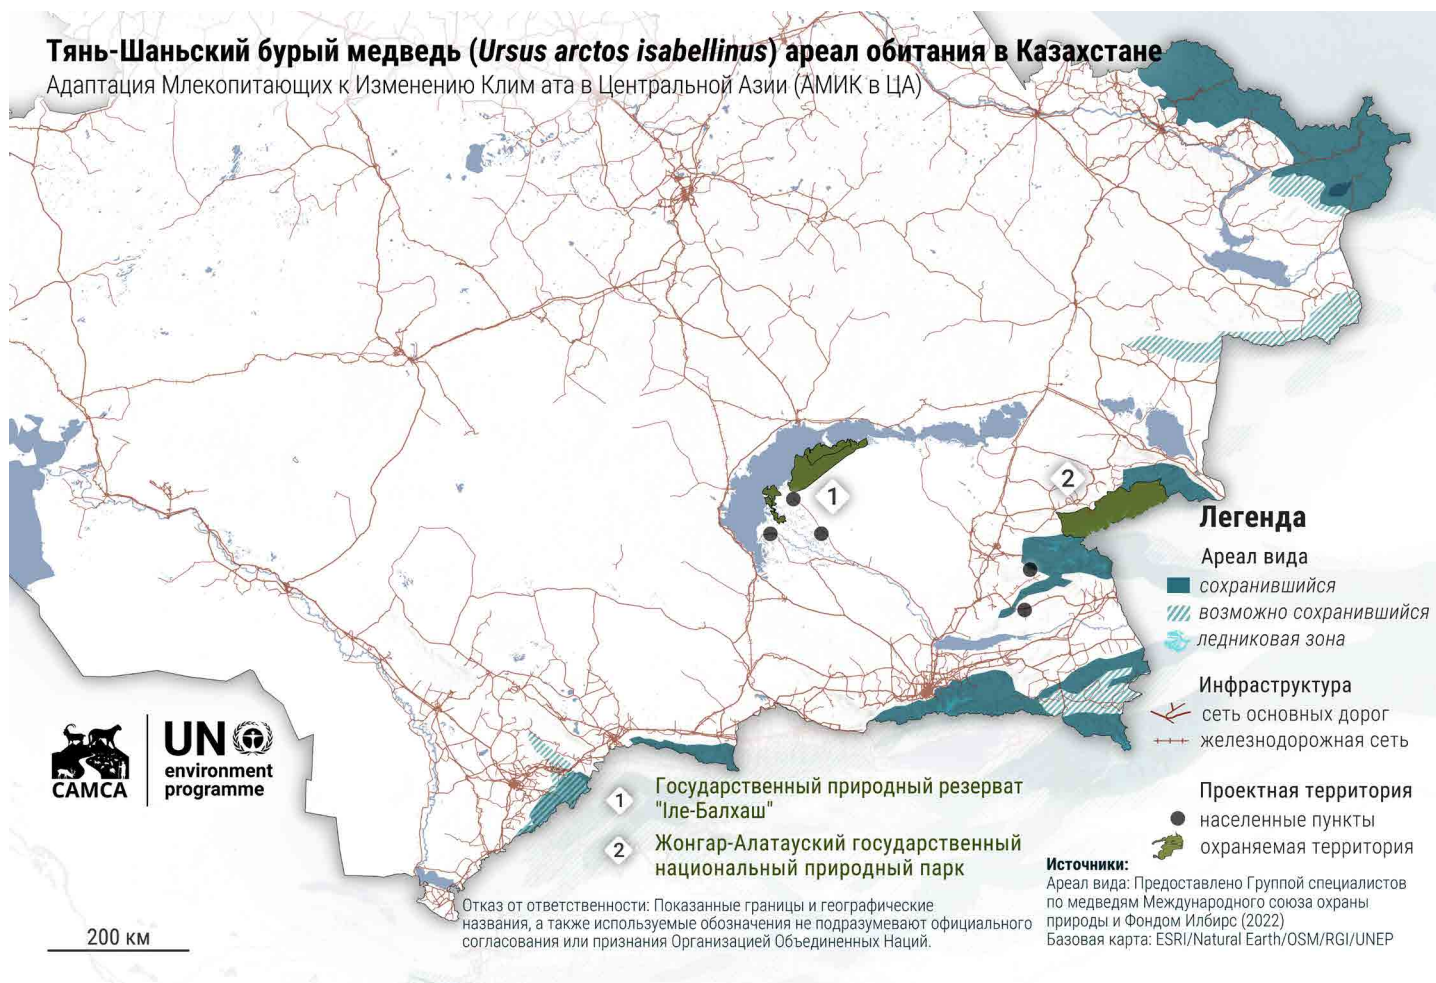 Тянь-Шаньский бурый медведь (Ursus arctos isabellinus) ареал обитания в Казахстане
Адаптация Млекопитающих к Изменению Клим ата в Центральной Азии (АМИК в ЦА)
1
2
Легенда
Ареал вида
сохранившийся
возможно сохранившийся
ледниковая зона
Инфраструктура
сеть основных дорог
железнодорожная сеть
Проектная территория
населенные пункты
охраняемая территория
CAMCA
UN
environment
programme
1
Государственный природный резерват
"Іле-Балхаш"
2
Жонгар-Алатауский государственный
национальный природный парк
200 км
Отказ от ответственности: Показанные границы и географические
названия, а также используемые обозначения не подразумевают официального
согласования или признания Организацией Объединенных Наций.
Источники:
Ареал вида: Предоставлено Группой специалистов
по медведям Международного союза охраны
природы и Фондом Илбирс (2022)
Базовая карта: ESRI/Natural Earth/OSM/RGI/UNEP